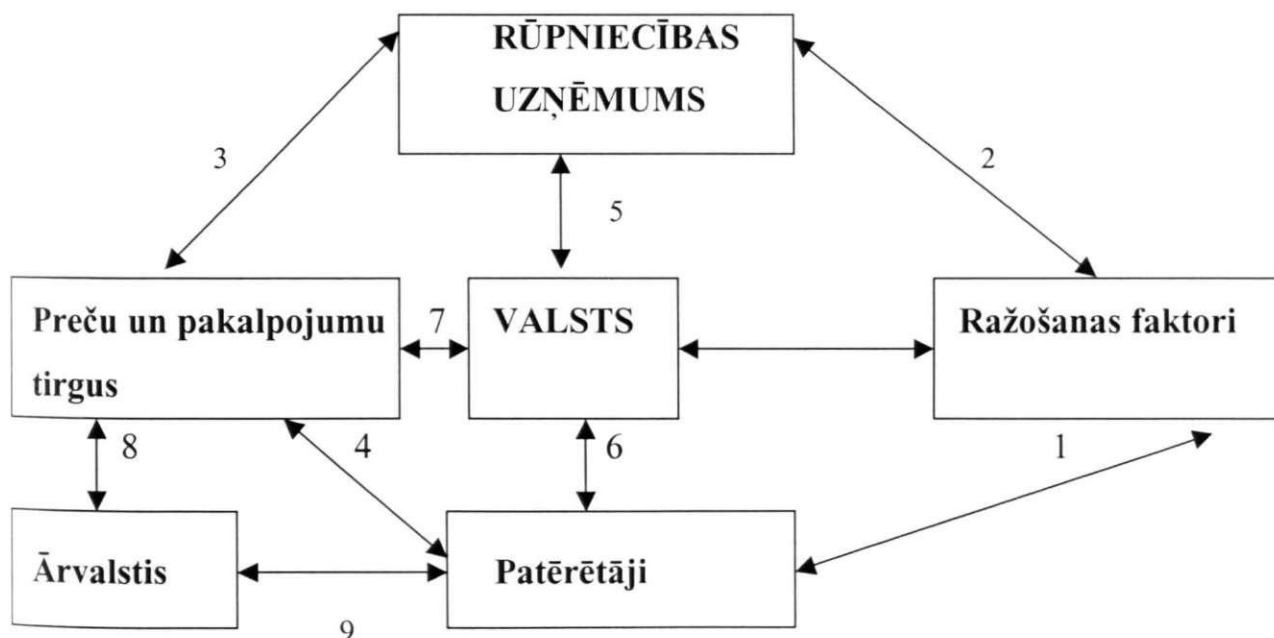 RŪPNIECĪBAS
UZŅĒMUMS
3
2
5
Preču un pakalpojumu
tirgus
7
VALSTS
Ražošanas faktori
8
4
6
1
Ārvalstis
Patērētāji
9